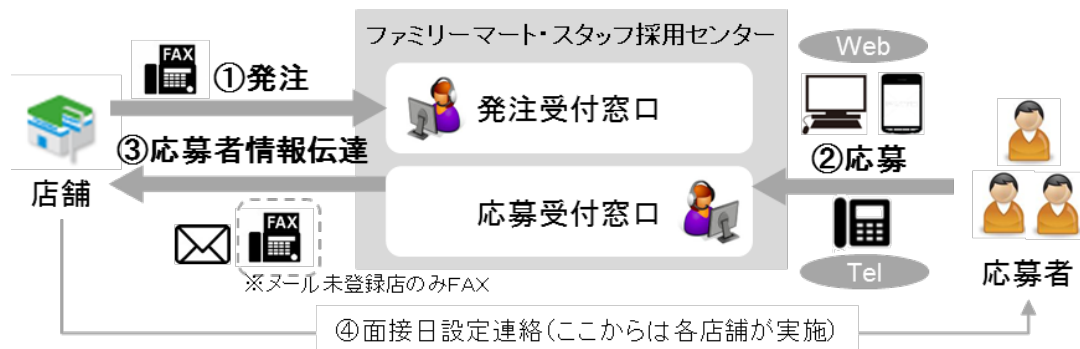 ファミリーマート・スタッフ採用センター
Web
FAX
①発注
発注受付窓口
③応募者情報伝達
②応募
店舗
応募受付窓口
FAX
Tel
応募者
※メール未登録店のみFAX
④面接日設定連絡(ここからは各店舗が実施)